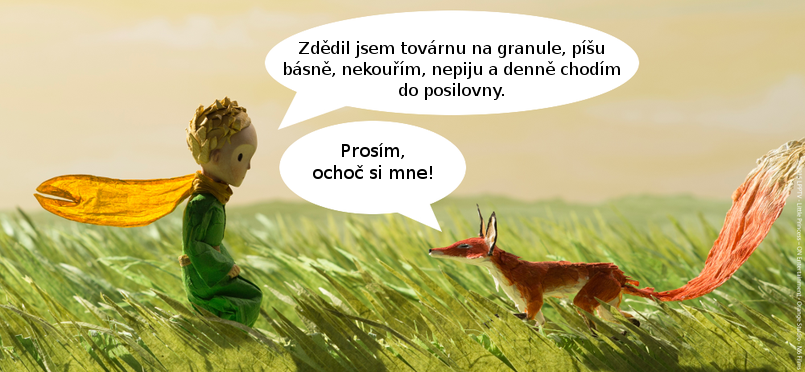 Zdědil jsem továrnu na granule, píšu
básně, nekouřím, nepiju a denně chodím
do posilovny.
Prosím,
ochoč si mne!